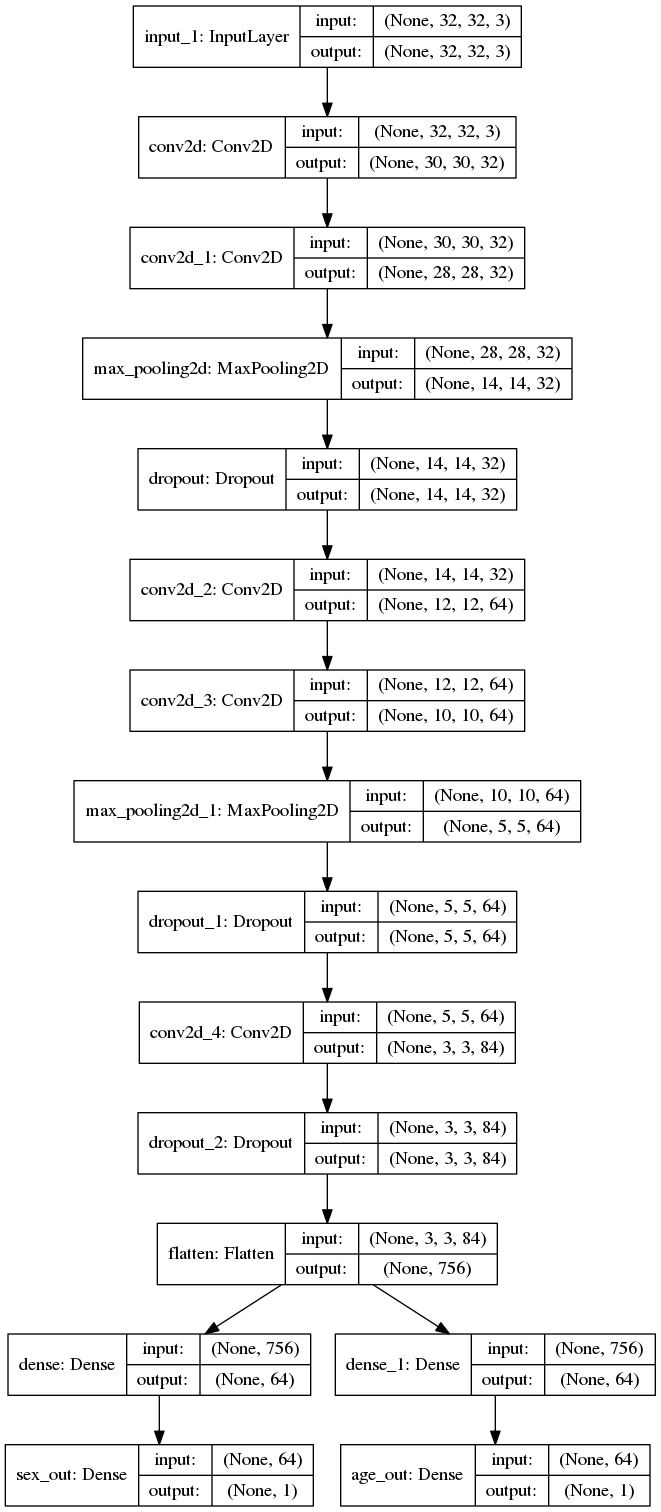 input_1: InputLayer
input:
(None, 32, 32, 3)
output:
(None, 32, 32, 3)
conv2d: Conv2D
input:
(None, 32, 32, 3)
output:
(None, 30, 30, 32)
conv2d_1: Conv2D
input:
(None, 30, 30, 32)
output:
(None, 28, 28, 32)
max_pooling2d: MaxPooling2D
input:
(None, 28, 28, 32)
output:
(None, 14, 14, 32)
dropout: Dropout
input:
(None, 14, 14, 32)
output:
(None, 14, 14, 32)
conv2d_2: Conv2D
input:
(None, 14, 14, 32)
output:
(None, 12, 12, 64)
conv2d_3: Conv2D
input:
(None, 12, 12, 64)
output:
(None, 10, 10, 64)
max_pooling2d_1: MaxPooling2D
input:
(None, 10, 10, 64)
output:
(None, 5, 5, 64)
dropout_1: Dropout
input:
(None, 5, 5, 64)
output:
(None, 5, 5, 64)
conv2d_4: Conv2D
input:
(None, 5, 5, 64)
output:
(None, 3, 3, 84)
dropout_2: Dropout
input:
(None, 3, 3, 84)
output:
(None, 3, 3, 84)
flatten: Flatten
input:
(None, 3, 3, 84)
output:
(None, 756)
dense: Dense
input:
(None, 756)
output:
(None, 64)
dense_1: Dense
input:
(None, 756)
output:
(None, 64)
sex_out: Dense
input:
(None, 64)
output:
(None, 1)
age_out: Dense
input:
(None, 64)
output:
(None, 1)